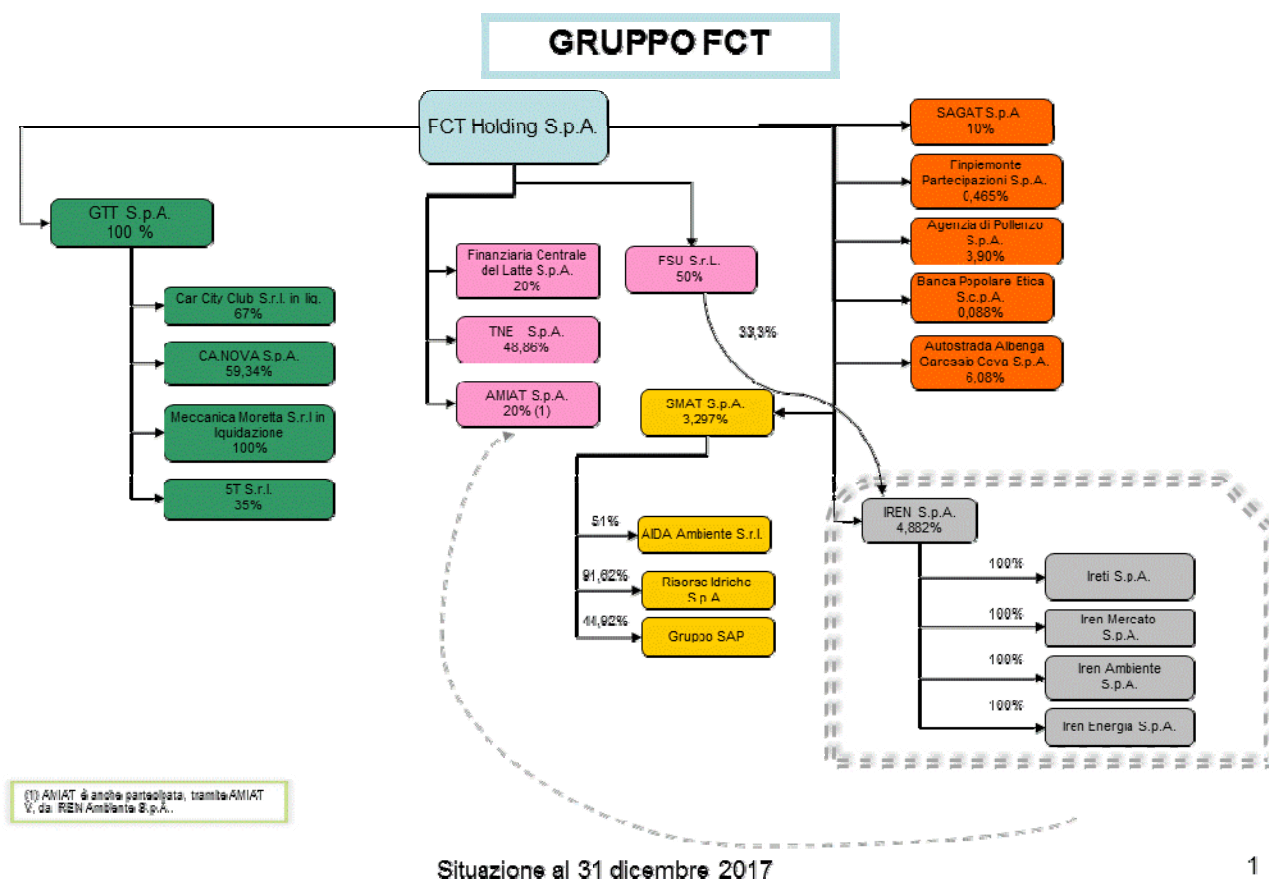 GRUPPO FCT
FCT Holding S.p.A.
SAGAT S.p.A
10%
Finpiemonte
Partecipazioni S.p.A.
0,465%
Agenzia di Pollenzo
S.p.A.
3,90%
Banca Popolare Etica
S.c.p.A.
0,088%
Autostrada Albenga
Garessio Ceva S.p.A.
6,08%
GTT S.p.A.
100 %
Car City Club S.r.l. in liq.
67%
CA.NOVA S.p.A.
59,34%
Meccanica Moretta S.r.l in
liquidazione
100%
5T S.r.l.
35%
Finanziaria Centrale
del Latte S.p.A.
20%
TNE S.p.A.
48,86%
AMIAT S.p.A.
20% (1)
FSU S.r.L.
50%
33,3%
SMAT S.p.A.
3,297%
51%
AIDA Ambiente S.r.l.
91,62%
Risorse Idriche
S.p.A
44,92%
Gruppo SAP
IREN S.p.A.
4,882%
100%
Ireti S.p.A.
100%
Iren Mercato
S.p.A.
100%
Iren Ambiente
S.p.A.
100%
Iren Energia S.p.A.
(1) AMIAT è anche partecipata, tramite AMIAT
V, da IREN Ambiente S.p.A..
Situazione al 31 dicembre 2017
1